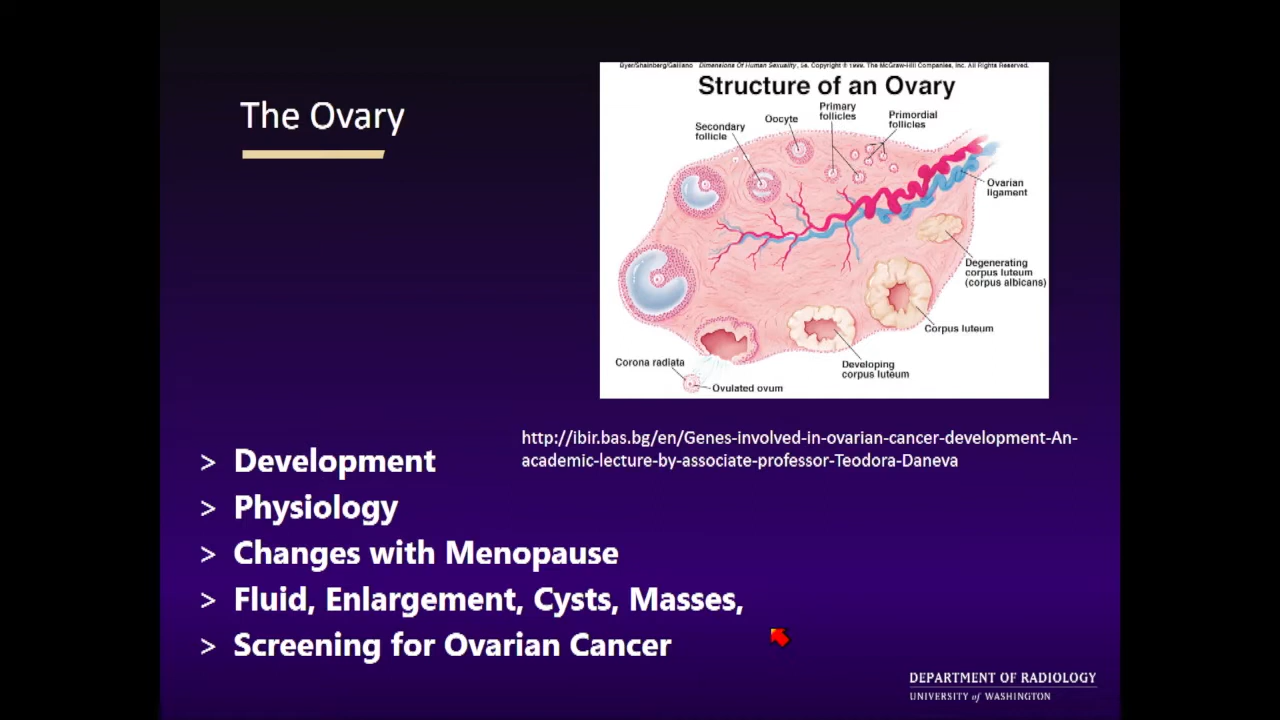 The Ovary
Byer/Shainberg/Galliano Dimensions Of Human Sexuality, 5e. Copyright © 1999. The McGraw-Hill Companies, Inc. All Rights Reserved.
Structure of an Ovary
Secondary
follicle
Oocyte
Primary
follicles
Primordial
follicles
Ovarian
ligament
Degenerating
corpus luteum
(corpus albicans)
Corpus luteum
Developing
corpus luteum
Corona radiata
Ovulated ovum
http://ibir.bas.bg/en/Genes-involved-in-ovarian-cancer-development-An-
academic-lecture-by-associate-professor-Teodora-Daneva
> Development
> Physiology
> Changes with Menopause
> Fluid, Enlargement, Cysts, Masses,
> Screening for Ovarian Cancer
DEPARTMENT OF RADIOLOGY
UNIVERSITY of WASHINGTON